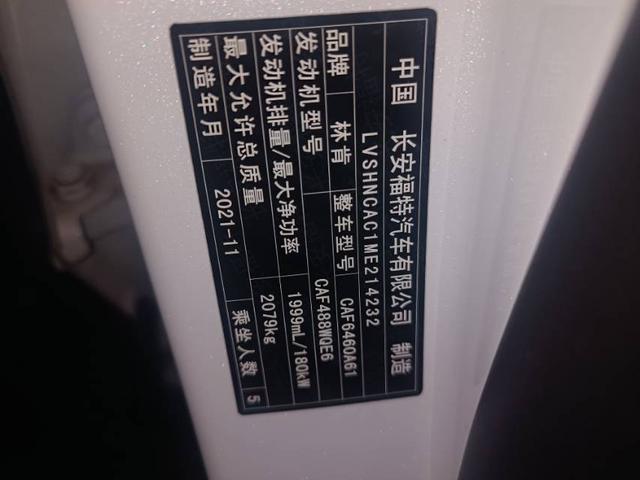 中国 长安福特汽车有限公司 制造
LVSHNCAC1ME214232
品牌 林肯 整车型号 CAF6460A61
发动机型号 CAF488WQE6
发动机排量/最大净功率 1999mL/180kW
最大允许总质量 2079kg
制造年月 2021-11 乘坐人数 5